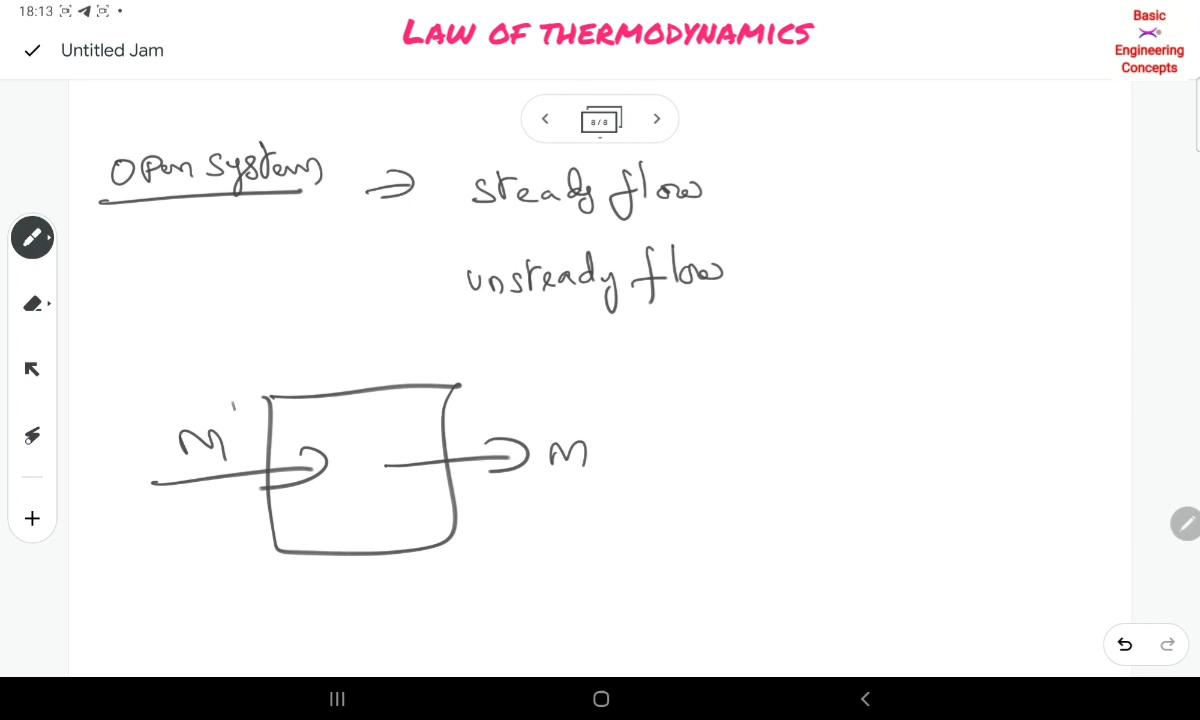 18:13
LAW OF THERMODYNAMICS
Basic
Engineering
Concepts
Untitled Jam
8 / 8
open system → steady flow
unsteady flow
M'
M